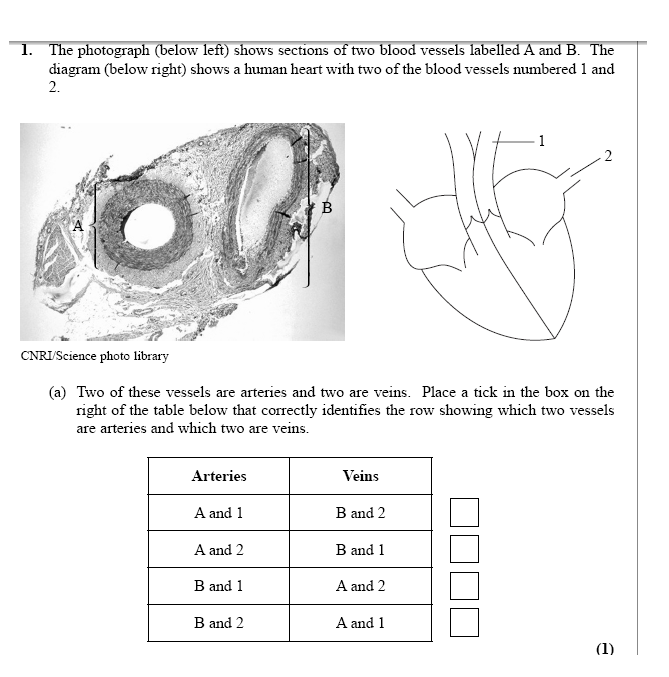 1. The photograph (below left) shows sections of two blood vessels labelled A and B. The
diagram (below right) shows a human heart with two of the blood vessels numbered 1 and
2.
1
2
A
B
CNRI/Science photo library
(a) Two of these vessels are arteries and two are veins. Place a tick in the box on the
right of the table below that correctly identifies the row showing which two vessels
are arteries and which two are veins.
Arteries Veins
A and 1 B and 2
A and 2 B and 1
B and 1 A and 2
B and 2 A and 1
(1)